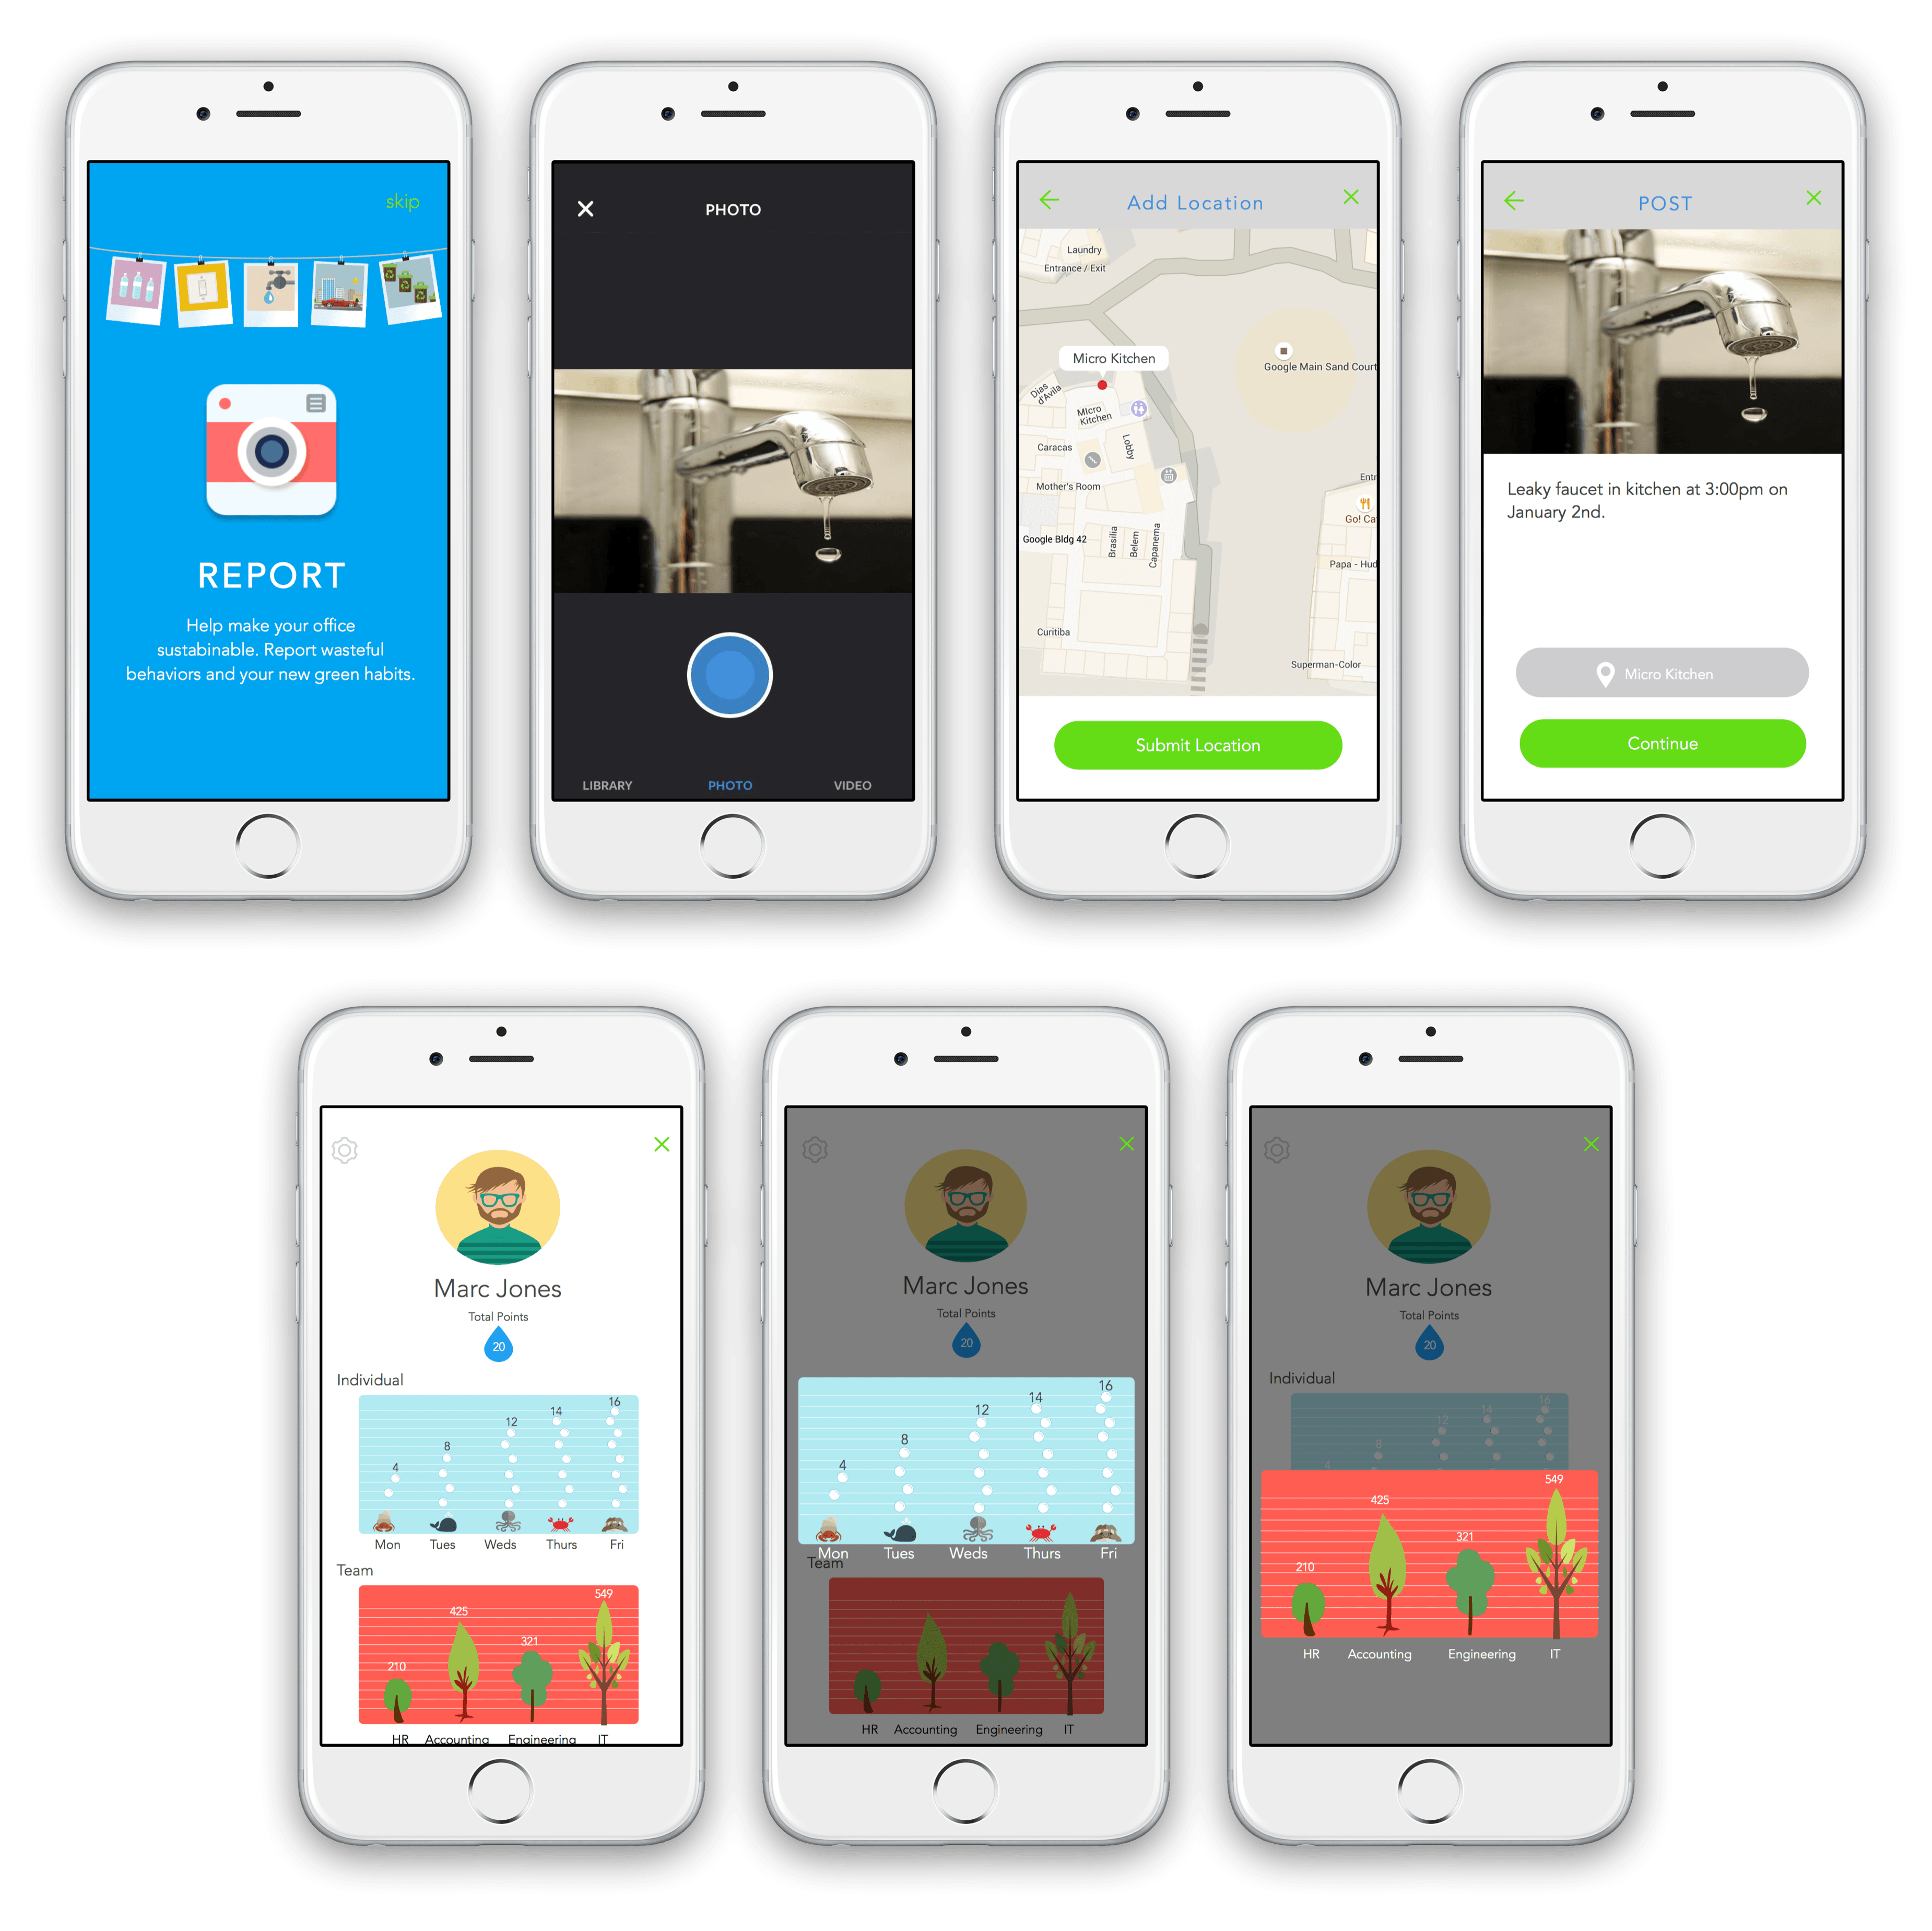 skip
REPORT
Help make your office
sustabinable. Report wasteful
behaviors and your new green habits.
PHOTO
LIBRARY PHOTO VIDEO
Add Location
Laundry
Entrance / Exit
Micro Kitchen
Google Main Sand Court
Dias
d'Avila
Micro
Kitchen
Caracas
Lobby
Mother's Room
Entr
Go! Ca
Google Bldg 42
Brasilia
Belem
Capanema
Papa - Hud
Curitiba
Superman-Color
Submit Location
POST
Leaky faucet in kitchen at 3:00pm on
January 2nd.
Micro Kitchen
Continue
Marc Jones
Total Points
20
Individual
4 8 12 14 16
Mon Tues Weds Thurs Fri
Team
210 425 321 549
HR Accounting Engineering IT
Marc Jones
Total Points
20
4 8 12 14 16
Mon Tues Weds Thurs Fri
Team
HR Accounting Engineering IT
Marc Jones
Total Points
20
Individual
4 8 12 14 16
210 425 321 549
HR Accounting Engineering IT